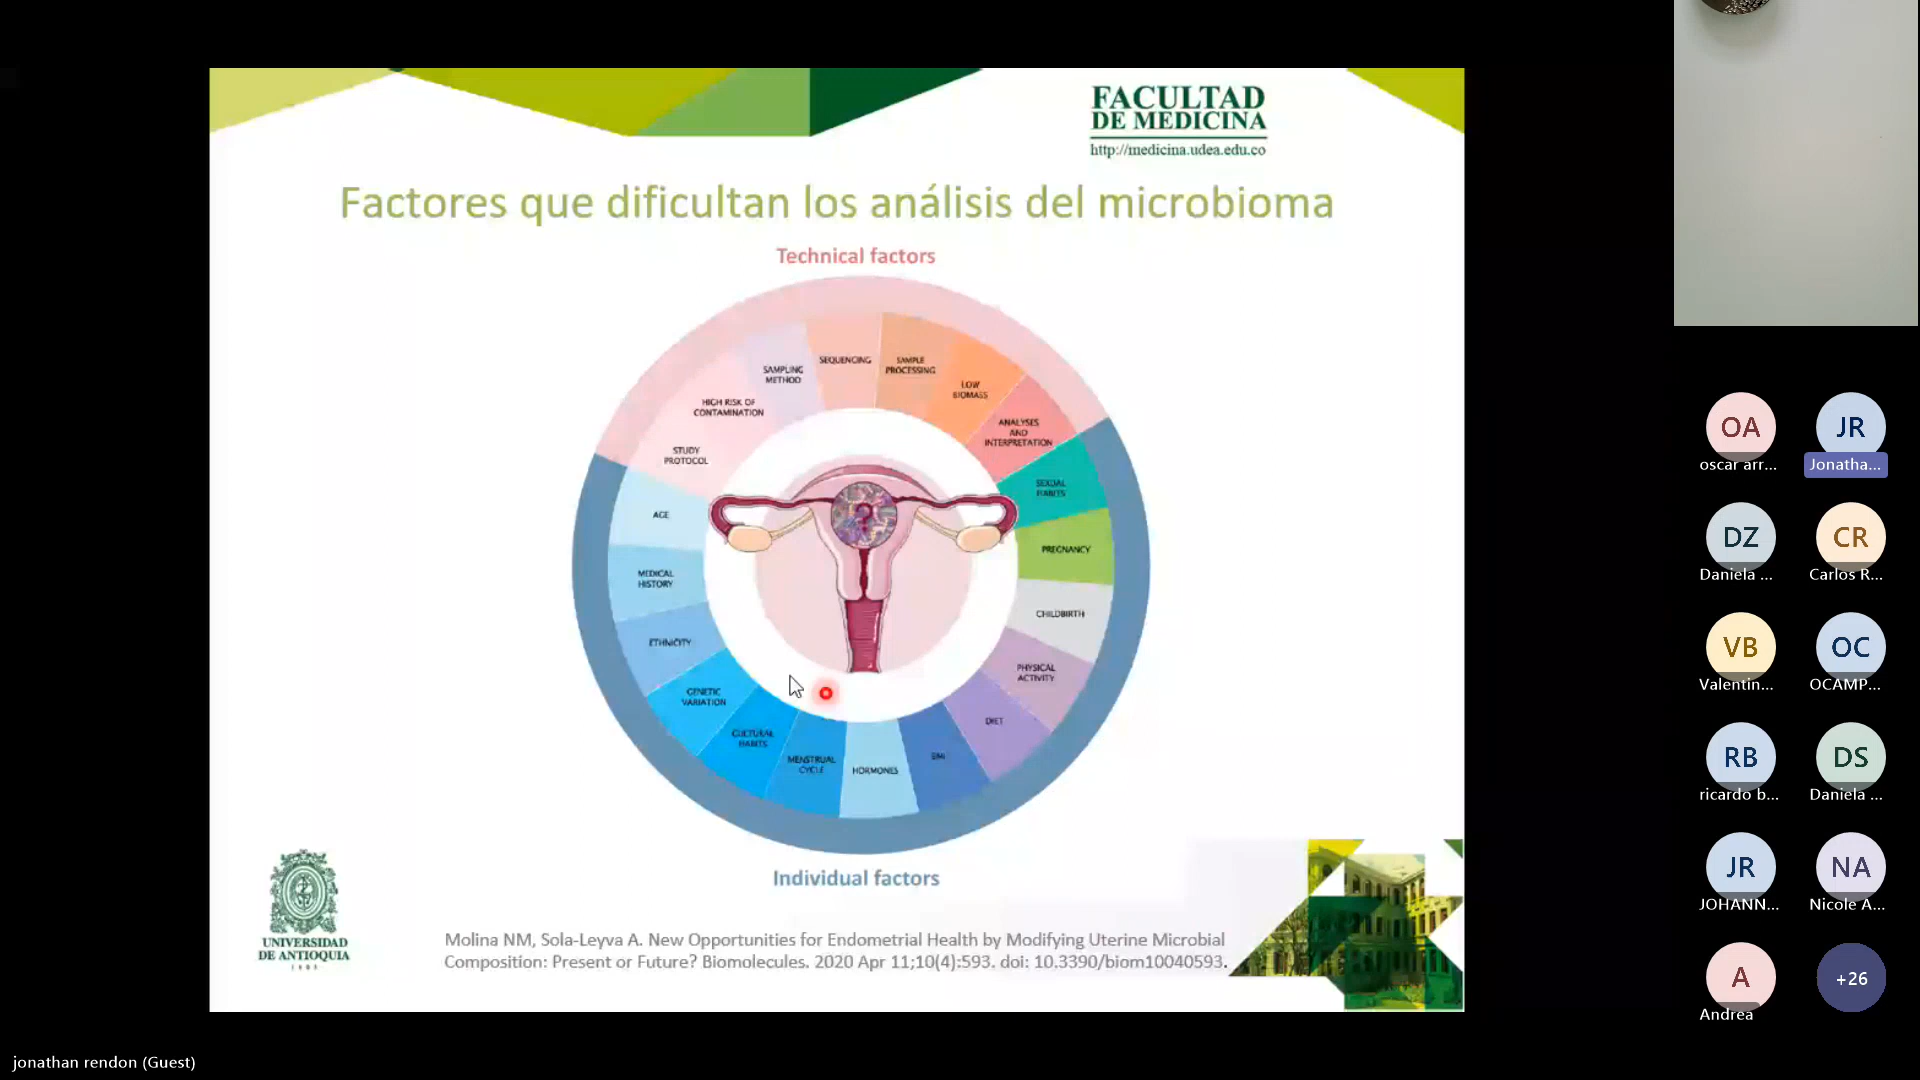 FACULTAD
DE MEDICINA
http://medicina.udea.edu.co
Factores que dificultan los análisis del microbioma
Technical factors
SEQUENCING
SAMPLE
PROCESSING
SAMPLING
METHOD
LOW
BIOMASS
HIGH RISK OF
CONTAMINATION
ANALYSES
AND
INTERPRETATION
STUDY
PROTOCOL
SEXUAL
HABITS
AGE
PREGNANCY
MEDICAL
HISTORY
CHILDBIRTH
ETHNICITY
PHYSICAL
ACTIVITY
GENETIC
VARIATION
DIET
CULTURAL
HABITS
MENSTRUAL
CYCLE
HORMONES
BMI
Individual factors
UNIVERSIDAD
DE ANTIOQUIA
1803
Molina NM, Sola-Leyva A. New Opportunities for Endometrial Health by Modifying Uterine Microbial
Composition: Present or Future? Biomolecules. 2020 Apr 11;10(4):593. doi: 10.3390/biom10040593.
OA
oscar arr...
JR
Jonatha...
DZ
Daniela ...
CR
Carlos R...
VB
Valentin...
OC
OCAMP...
RB
ricardo b...
DS
Daniela ...
JR
JOHANN...
NA
Nicole A...
A
Andrea
+26
jonathan rendon (Guest)